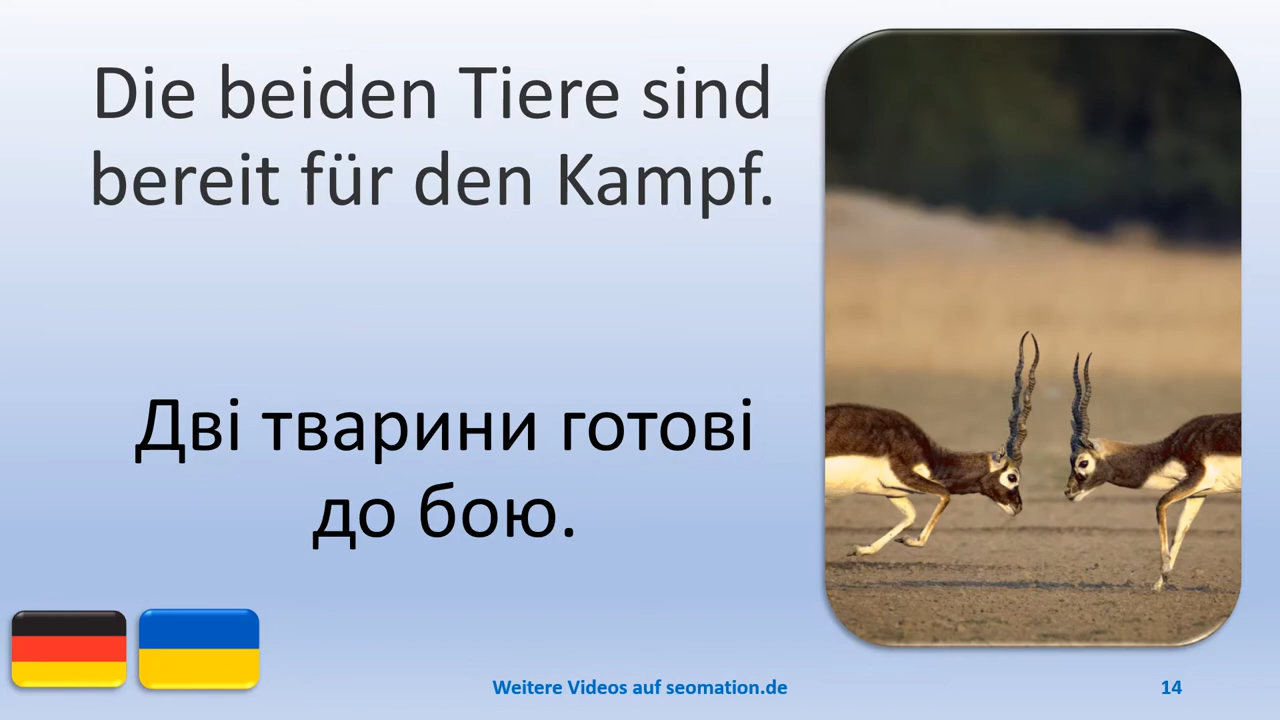 Die beiden Tiere sind
bereit für den Kampf.
Дві тварини готові
до бою.
Weitere Videos auf seomation.de
14